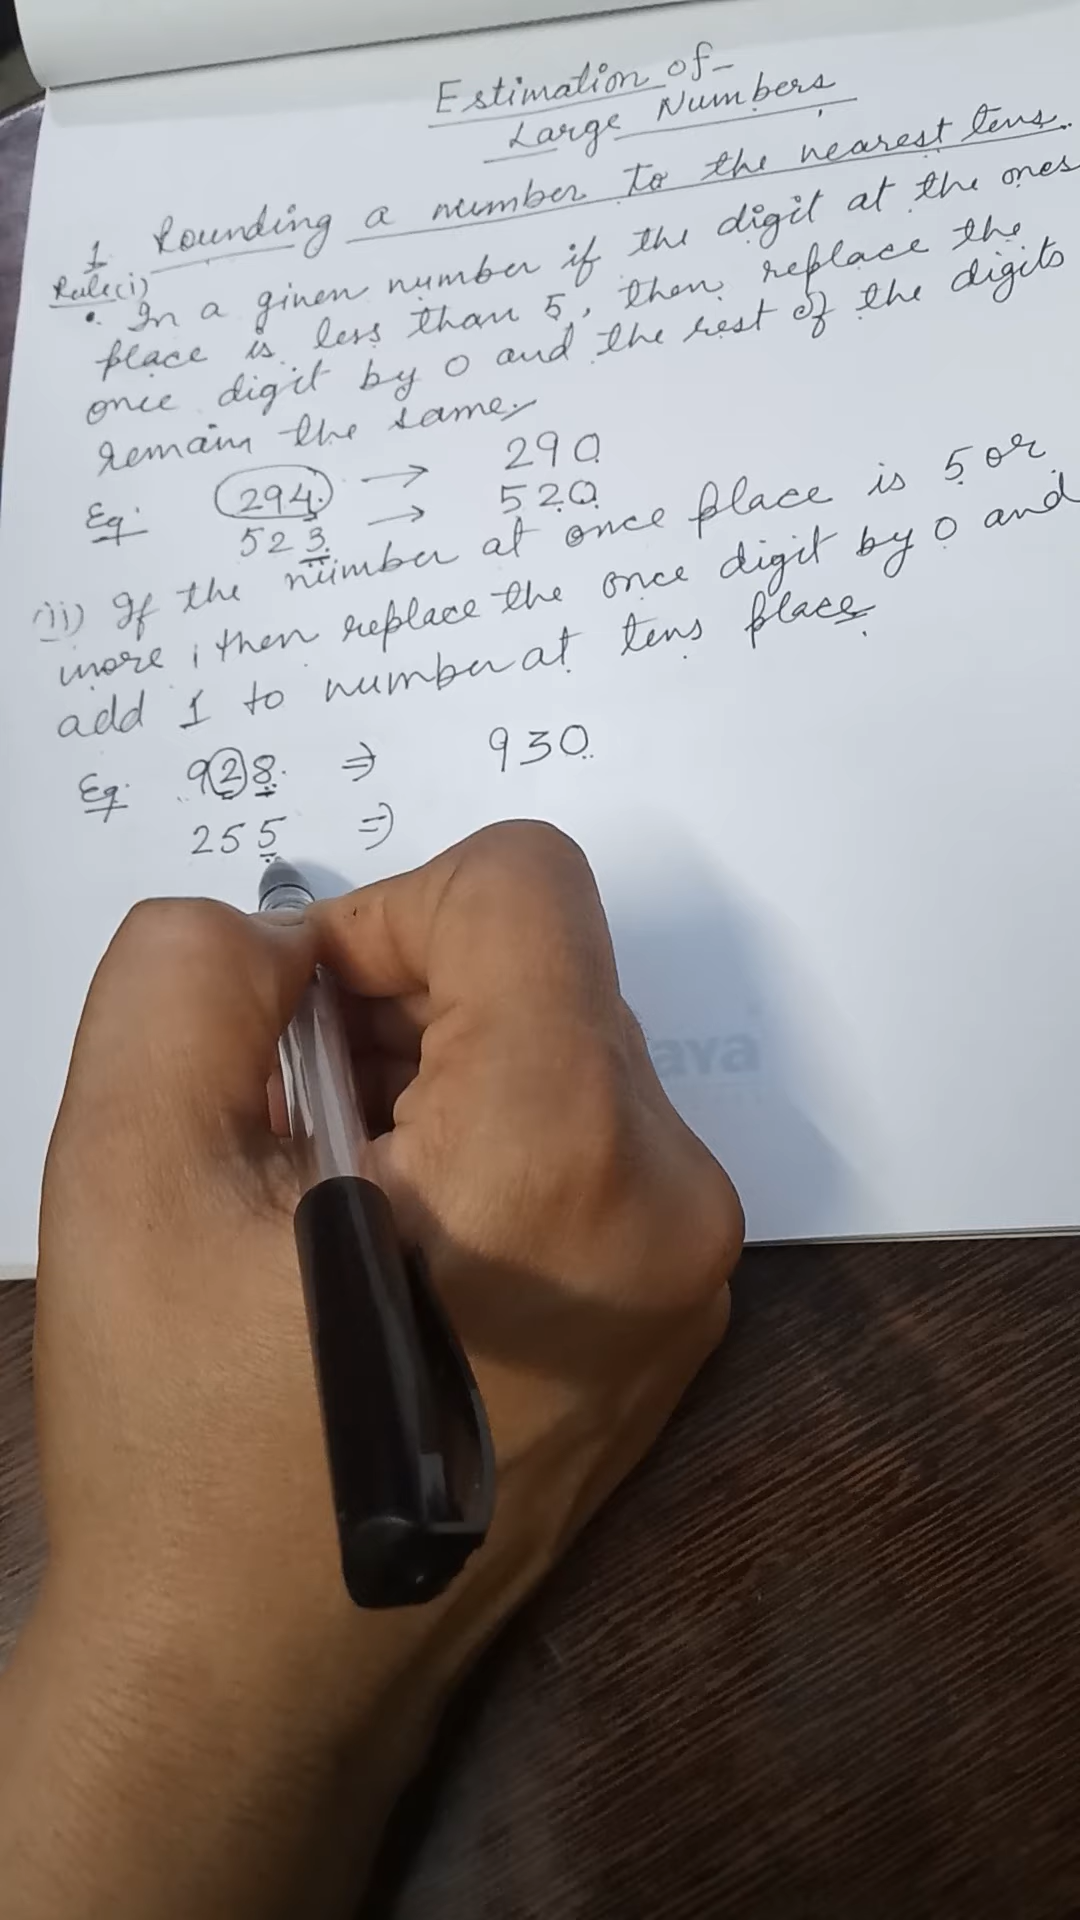 Estimation of
Large Numbers
1. Rounding a number to the nearest tens.
Rule(i)
• In a given number if the digit at the ones
place is less than 5, then replace the
once digit by 0 and the rest of the digits
remain the same.
Eg: 294 → 290
523 → 520
(ii) If the number at once place is 5 or
more, then replace the once digit by 0 and
add 1 to number at tens place.
Eg: 928 ⇒ 930
255 ⇒